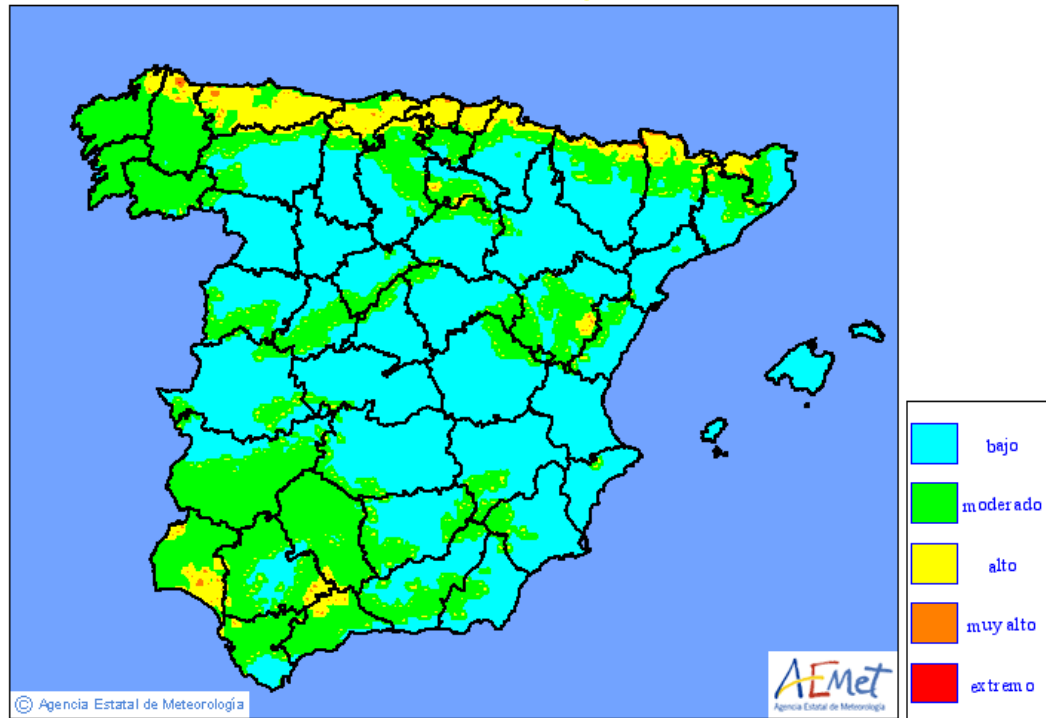 bajo
moderado
alto
muy alto
extremo
© Agencia Estatal de Meteorología
AEMet
Agencia Estatal de Meteorología